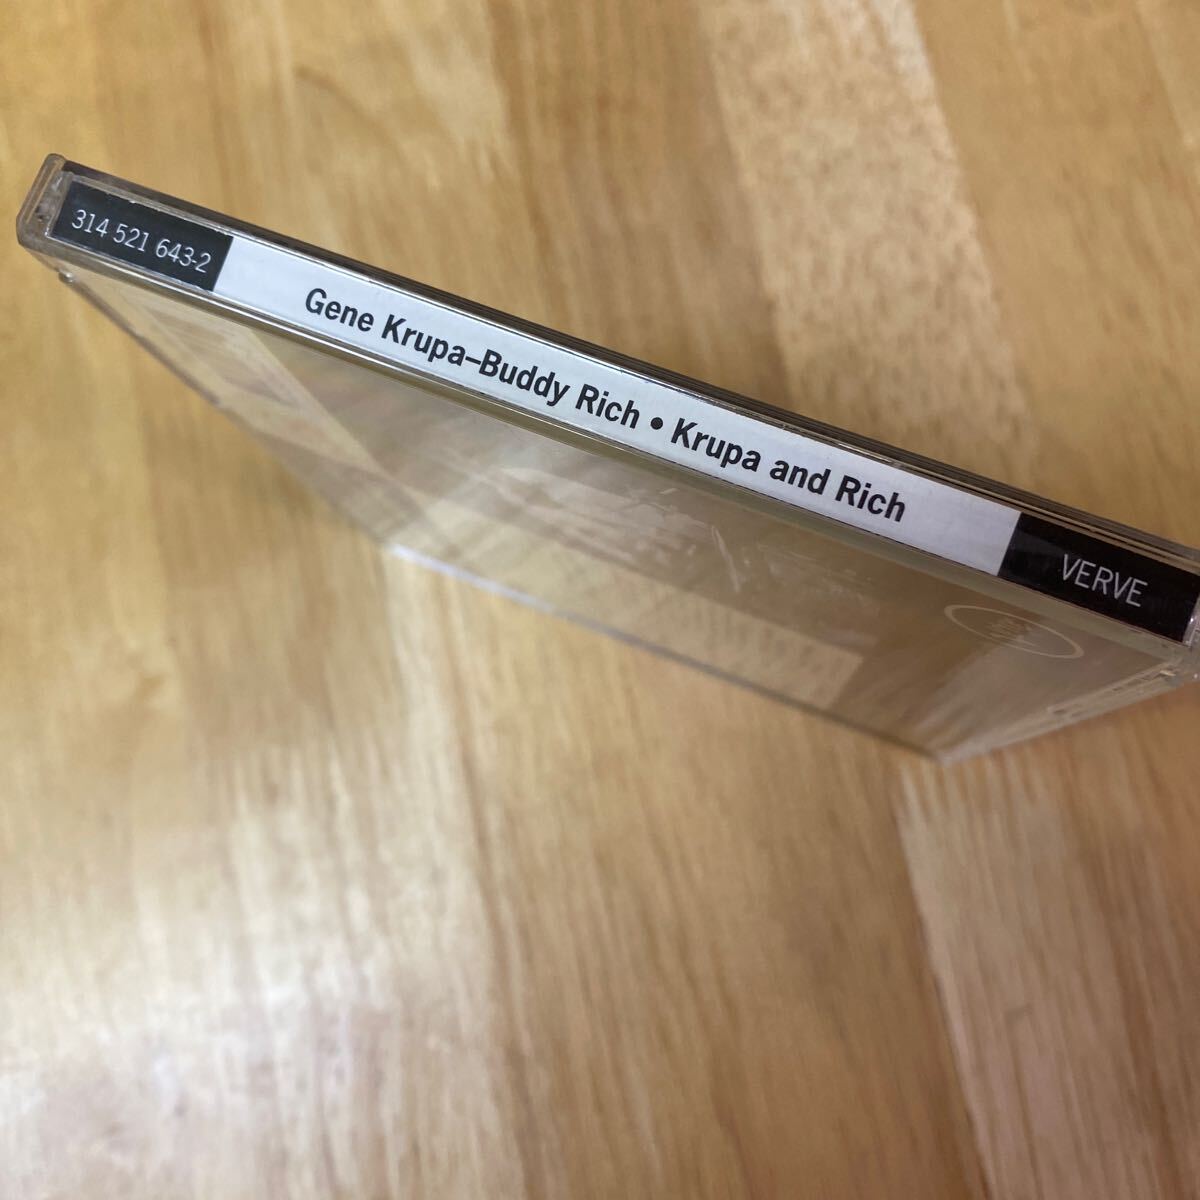 314 521 643-2
Gene Krupa–Buddy Rich • Krupa and Rich
VERVE